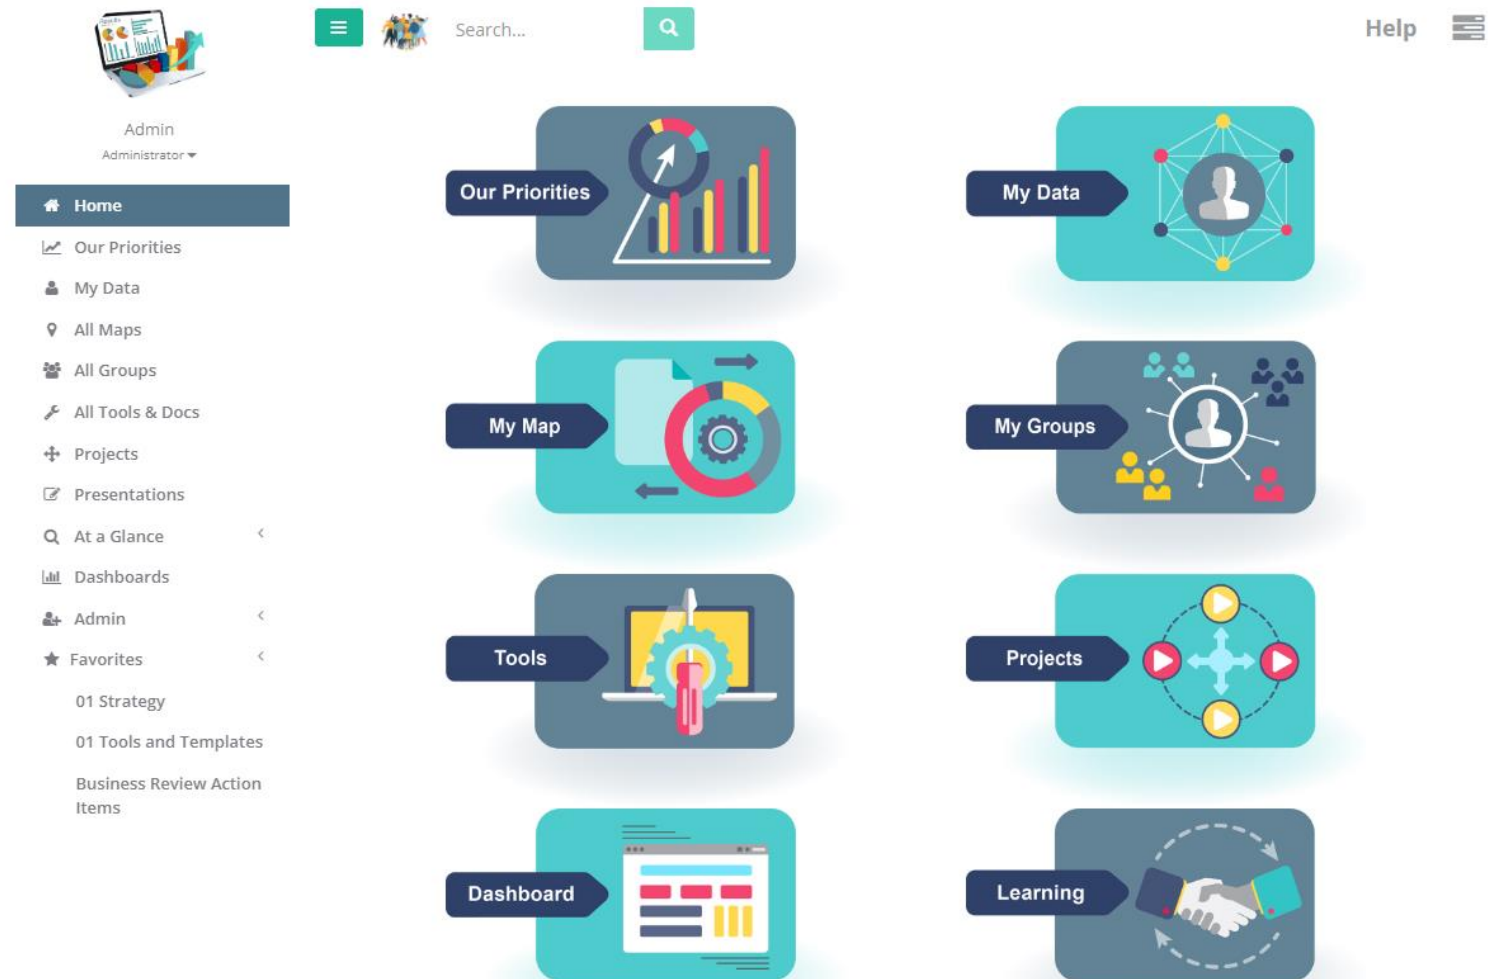 Search...
Help
Admin
Administrator
Home
Our Priorities
My Data
All Maps
All Groups
All Tools & Docs
Projects
Presentations
At a Glance
Dashboards
Admin
Favorites
01 Strategy
01 Tools and Templates
Business Review Action
Items
Our Priorities
My Data
My Map
My Groups
Tools
Projects
Dashboard
Learning